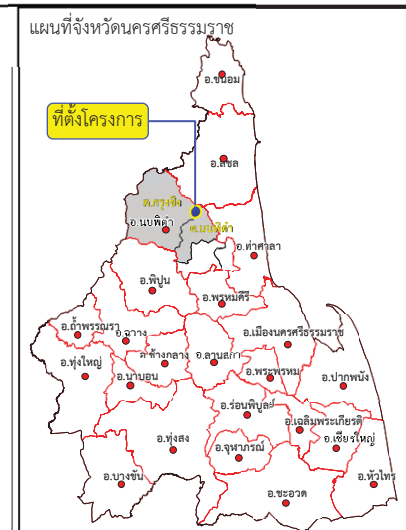 แผนที่จังหวัดนครศรีธรรมราช
อ.ขนอม
ที่ตั้งโครงการ
อ.สิชล
ต.กรุงชิง
อ.นบพิตำ
ต.นบพิตำ
อ.ท่าศาลา
อ.พิปูน
อ.พรหมคีรี
อ.ถ้ำพรรณรา
อ.ฉวาง
อ.เมืองนครศรีธรรมราช
อ.ช้างกลาง
อ.ลานสกา
อ.ทุ่งใหญ่
อ.นาบอน
อ.พระพรหม
อ.ปากพนัง
อ.ร่อนพิบูลย์
อ.เฉลิมพระเกียรติ
อ.ทุ่งสง
อ.จุฬาภรณ์
อ.เชียรใหญ่
อ.บางขัน
อ.หัวไทร
อ.ชะอวด